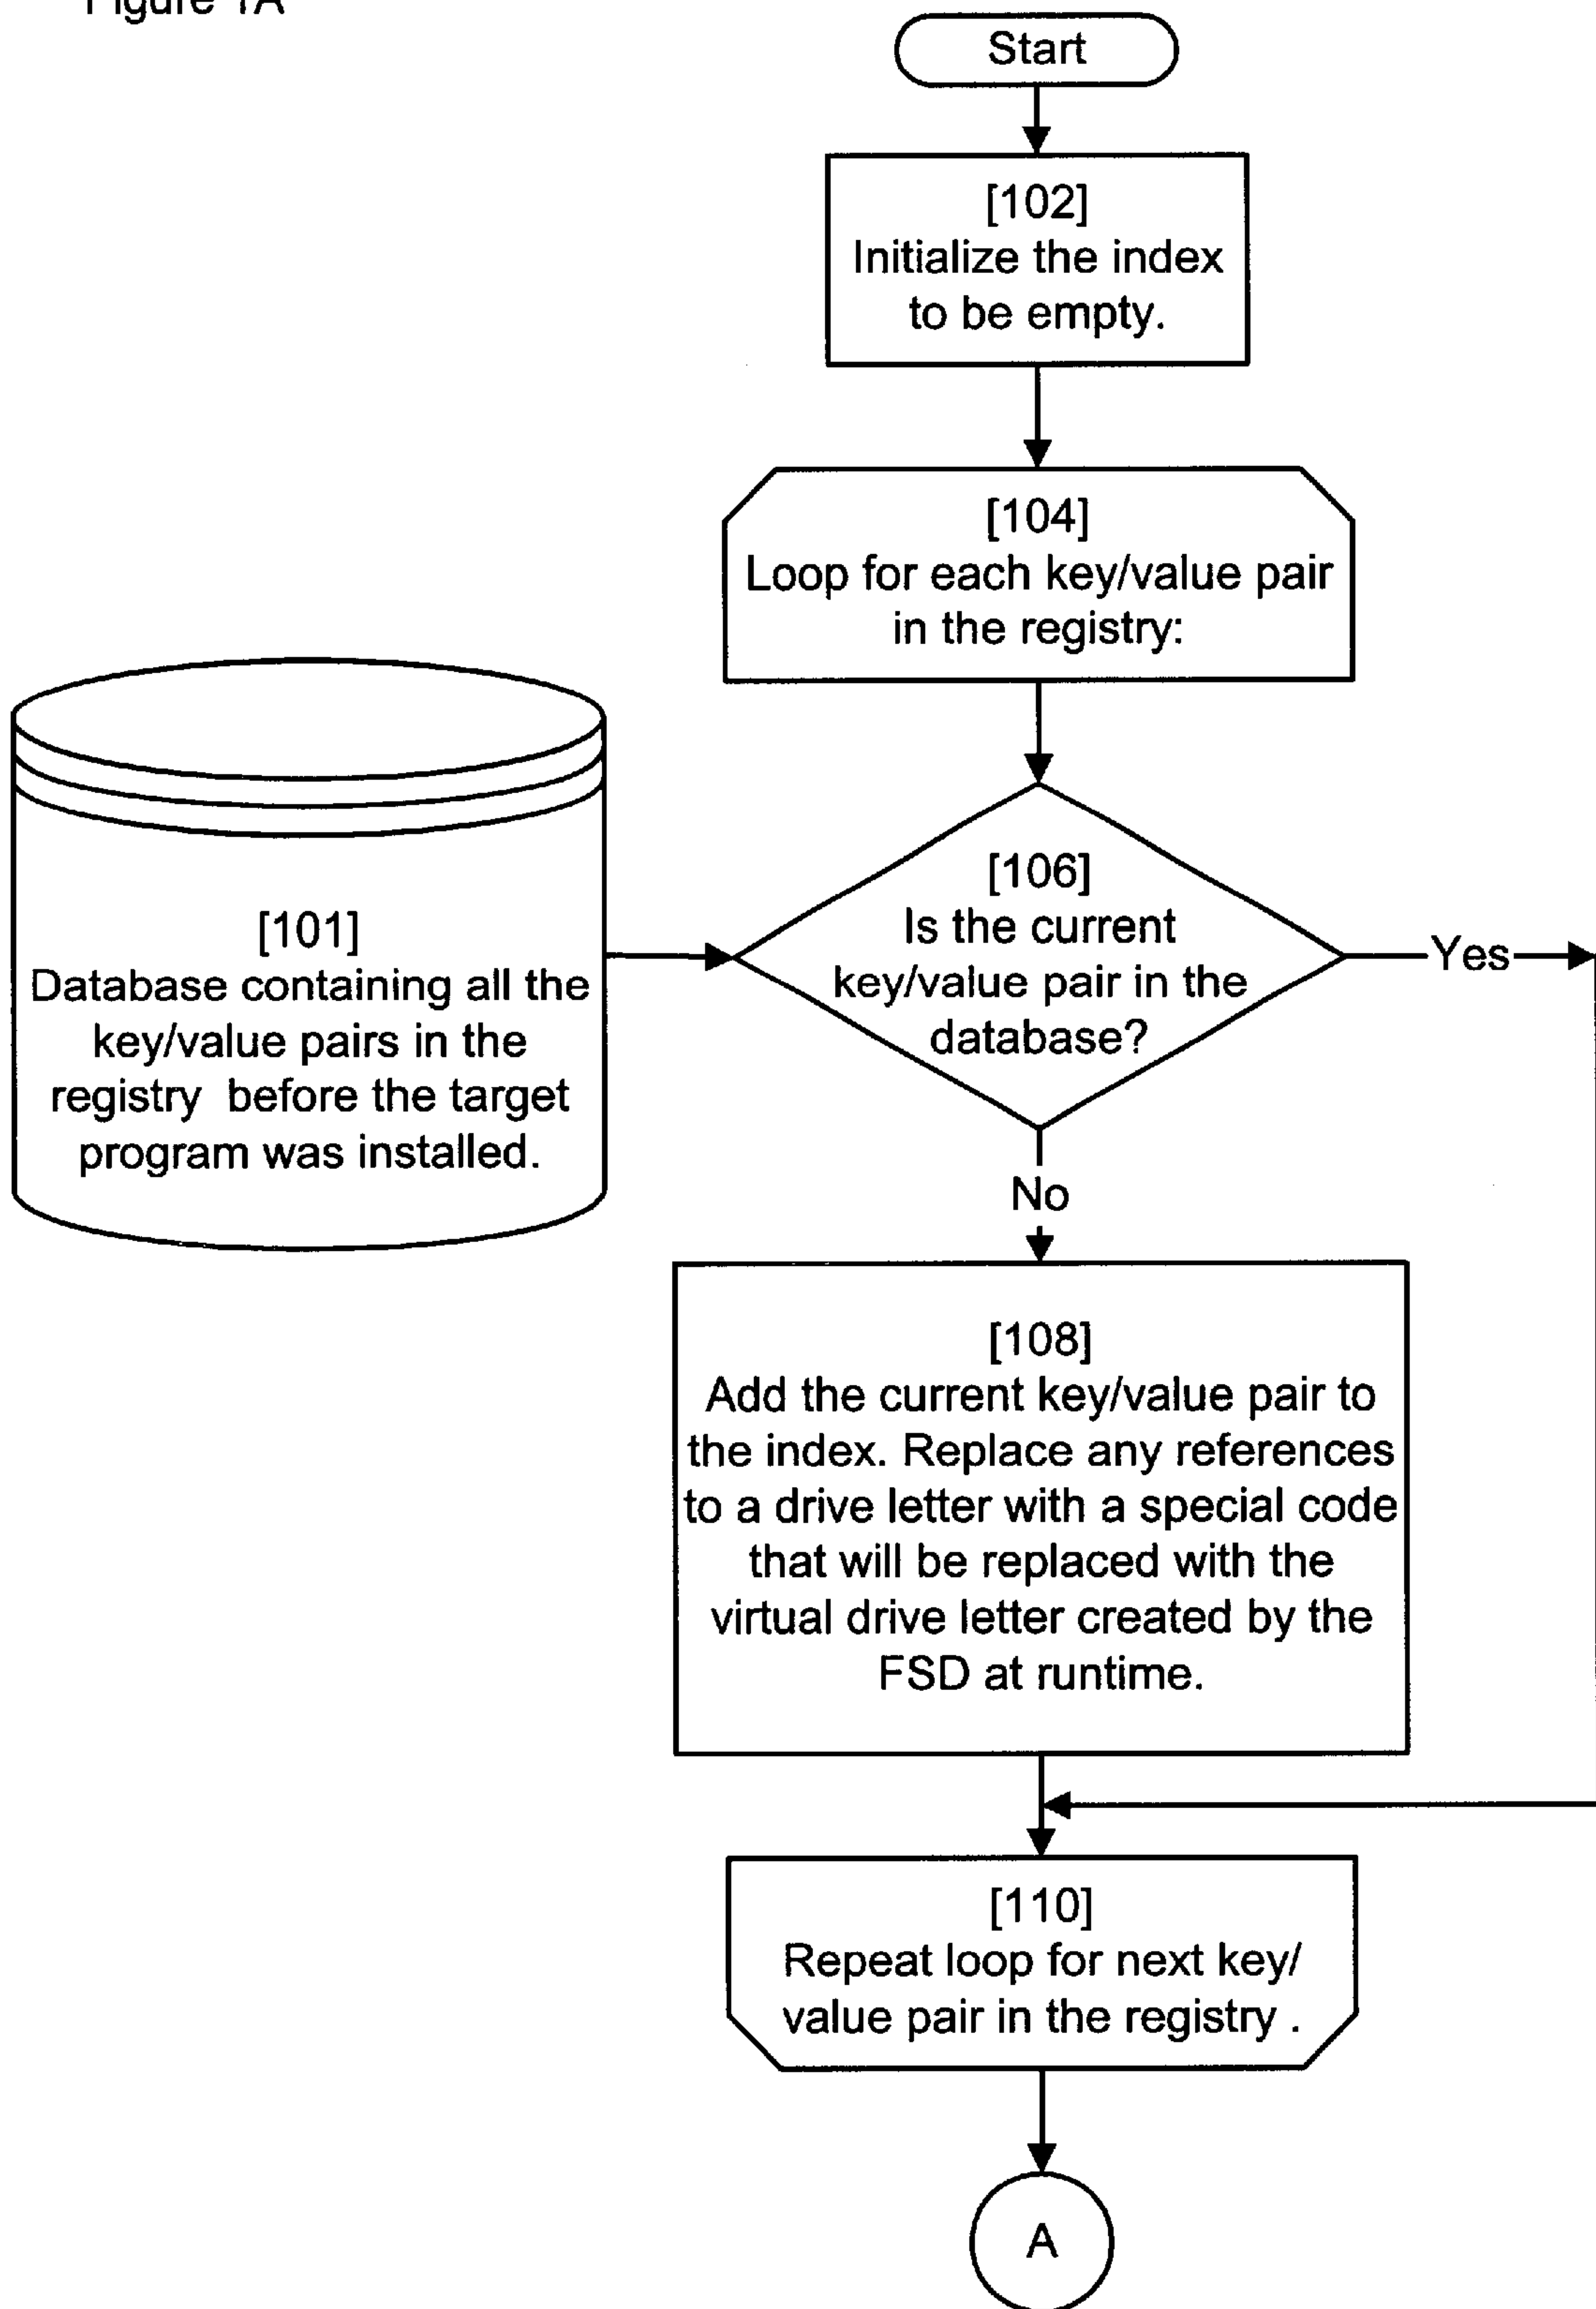 Figure 1A
Start
[102]
Initialize the index
to be empty.
[104]
Loop for each key/value pair
in the registry:
[101]
Database containing all the
key/value pairs in the
registry before the target
program was installed.
[106]
Is the current
key/value pair in the
database?
Yes
No
[108]
Add the current key/value pair to
the index. Replace any references
to a drive letter with a special code
that will be replaced with the
virtual drive letter created by the
FSD at runtime.
[110]
Repeat loop for next key/
value pair in the registry .
A